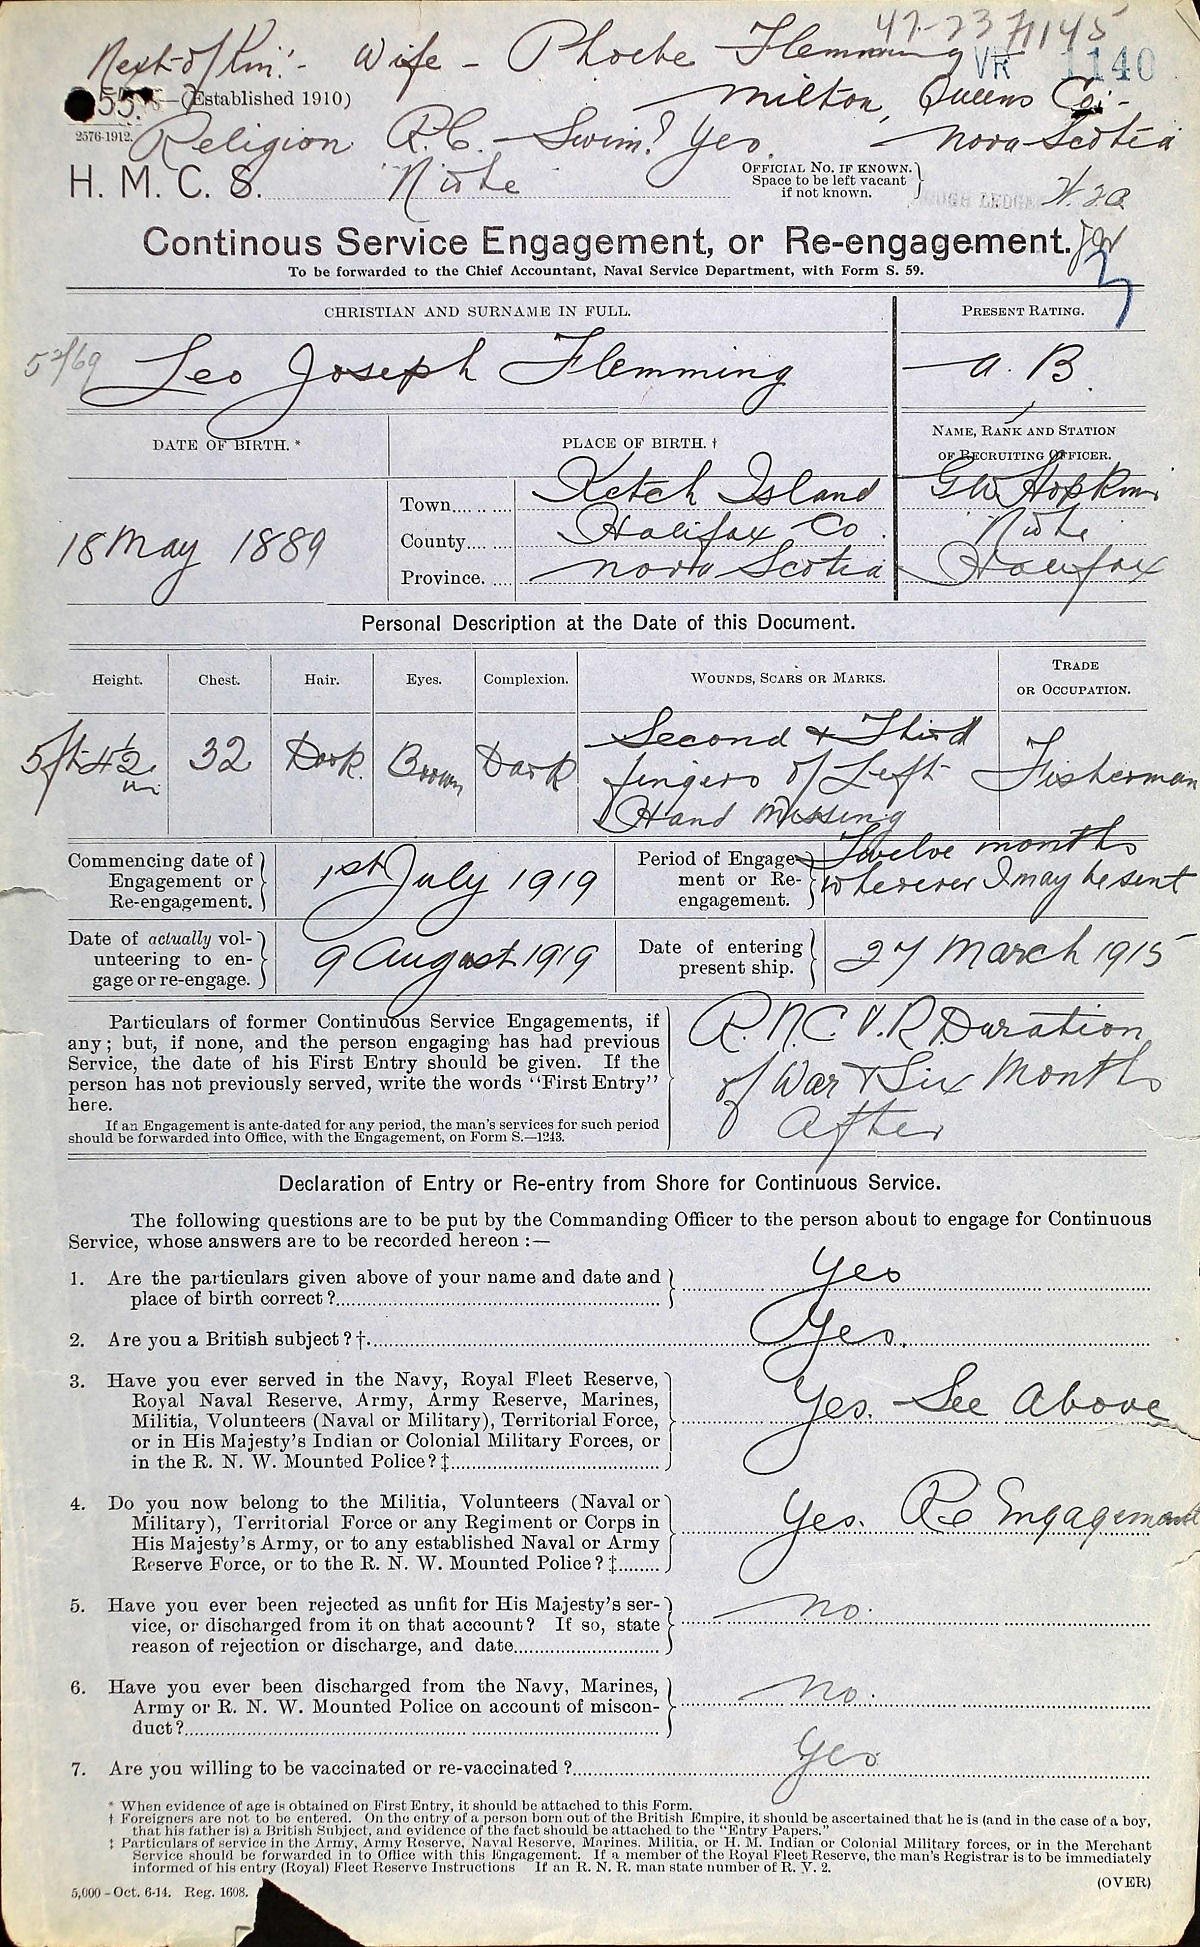 47-23-71145
Next-of-Kin:- Wife - Phoebe Flemming VR 1140
55. (Established 1910) Milton, Queens Co:-
2576-1912. Religion R.C. - Swim? Yes. Nova Scotia
H. M. C. S. Niobe OFFICIAL NO. IF KNOWN.
Space to be left vacant
if not known.
Continous Service Engagement, or Re-engagement.
To be forwarded to the Chief Accountant, Naval Service Department, with Form S. 59.
CHRISTIAN AND SURNAME IN FULL. PRESENT RATING.
Leo Joseph Flemming A. B.
DATE OF BIRTH. * PLACE OF BIRTH. † NAME, RANK AND STATION
OF RECRUITING OFFICER.
18 May 1889
Town Ketch Island GW Hopkins
County Halifax Co. Niobe
Province. Nova Scotia Halifax
Personal Description at the Date of this Document.
Height. Chest. Hair. Eyes. Complexion. WOUNDS, SCARS OR MARKS. TRADE
OR OCCUPATION.
5ft 4½ in 32 Dark. Brown Dark Second & Third Fisherman
fingers of Left
Hand Missing
Commencing date of
Engagement or
Re-engagement.
1st July 1919
Period of Engage-
ment or Re-
engagement.
Twelve months
wherever I may be sent
Date of actually vol-
unteering to en-
gage or re-engage.
9 August 1919
Date of entering
present ship.
27 March 1915
Particulars of former Continuous Service Engagements, if
any; but, if none, and the person engaging has had previous
Service, the date of his First Entry should be given. If the
person has not previously served, write the words "First Entry"
here.
If an Engagement is ante-dated for any period, the man's services for such period
should be forwarded into Office, with the Engagement, on Form S.—1243.
R.N.C.V.R. Duration
of War & Six Months
After
Declaration of Entry or Re-entry from Shore for Continuous Service.
The following questions are to be put by the Commanding Officer to the person about to engage for Continuous
Service, whose answers are to be recorded hereon :—
1. Are the particulars given above of your name and date and
place of birth correct? Yes
2. Are you a British subject? †. Yes.
3. Have you ever served in the Navy, Royal Fleet Reserve,
Royal Naval Reserve, Army, Army Reserve, Marines,
Militia, Volunteers (Naval or Military), Territorial Force,
or in His Majesty's Indian or Colonial Military Forces, or
in the R. N. W. Mounted Police? ‡
Yes. See Above
4. Do you now belong to the Militia, Volunteers (Naval or
Military), Territorial Force or any Regiment or Corps in
His Majesty's Army, or to any established Naval or Army
Reserve Force, or to the R. N. W. Mounted Police? ‡
Yes. Re Engagement
5. Have you ever been rejected as unfit for His Majesty's ser-
vice, or discharged from it on that account? If so, state
reason of rejection or discharge, and date
No.
6. Have you ever been discharged from the Navy, Marines,
Army or R. N. W. Mounted Police on account of miscon-
duct?
No.
7. Are you willing to be vaccinated or re-vaccinated? Yes
* When evidence of age is obtained on First Entry, it should be attached to this Form.
† Foreigners are not to be entered. On the entry of a person born out of the British Empire, it should be ascertained that he is (and in the case of a boy,
that his father is) a British Subject, and evidence of the fact should be attached to the "Entry Papers."
‡ Particulars of service in the Army, Army Reserve, Naval Reserve, Marines, Militia, or H. M. Indian or Colonial Military forces, or in the Merchant
Service should be forwarded in to Office with this Engagement. If a member of the Royal Fleet Reserve, the man's Registrar is to be immediately
informed of his entry (Royal) Fleet Reserve Instructions If an R. N. R. man state number of R. V. 2.
(OVER)
5,000 - Oct. 6-14. Reg. 1608.